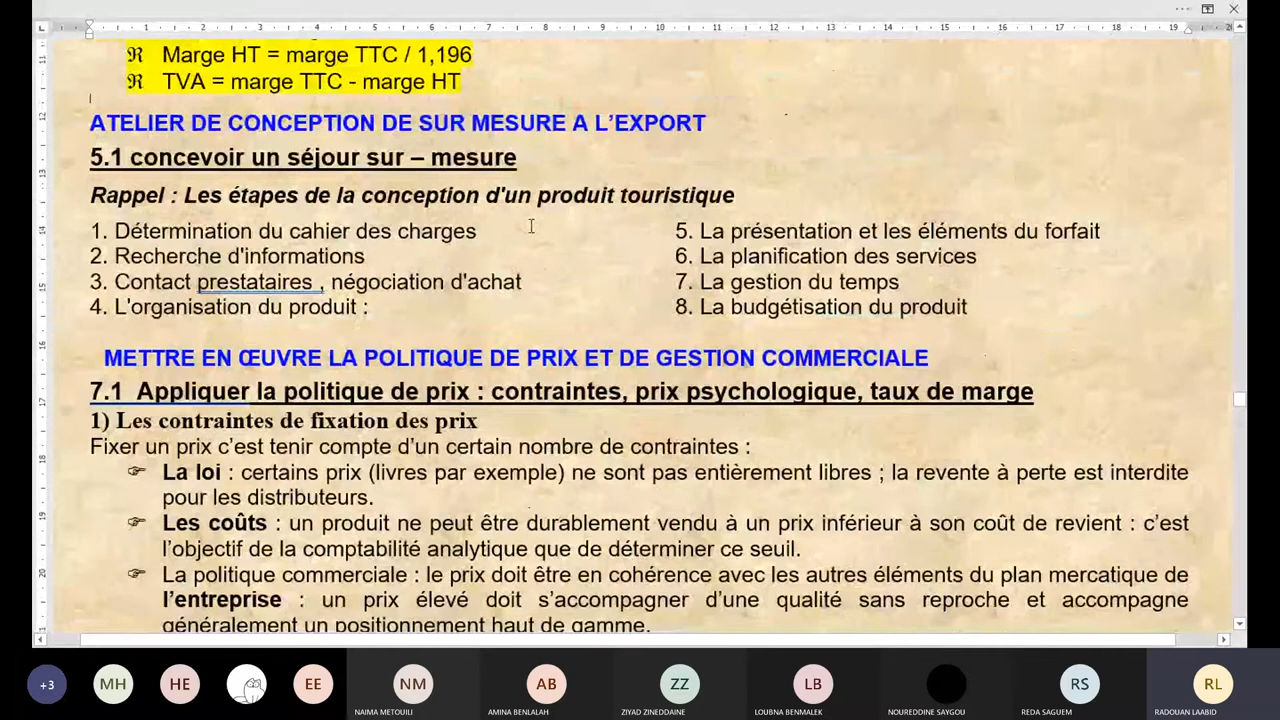 Marge HT = marge TTC / 1,196
TVA = marge TTC - marge HT
ATELIER DE CONCEPTION DE SUR MESURE A L’EXPORT
5.1 concevoir un séjour sur – mesure
Rappel : Les étapes de la conception d'un produit touristique
1. Détermination du cahier des charges
2. Recherche d'informations
3. Contact prestataires , négociation d'achat
4. L'organisation du produit :
5. La présentation et les éléments du forfait
6. La planification des services
7. La gestion du temps
8. La budgétisation du produit
METTRE EN ŒUVRE LA POLITIQUE DE PRIX ET DE GESTION COMMERCIALE
7.1 Appliquer la politique de prix : contraintes, prix psychologique, taux de marge
1) Les contraintes de fixation des prix
Fixer un prix c’est tenir compte d’un certain nombre de contraintes :
La loi : certains prix (livres par exemple) ne sont pas entièrement libres ; la revente à perte est interdite
pour les distributeurs.
Les coûts : un produit ne peut être durablement vendu à un prix inférieur à son coût de revient : c’est
l’objectif de la comptabilité analytique que de déterminer ce seuil.
La politique commerciale : le prix doit être en cohérence avec les autres éléments du plan mercatique de
l’entreprise : un prix élevé doit s’accompagner d’une qualité sans reproche et accompagne
généralement un positionnement haut de gamme.
+3
MH
HE
EE
NM
AB
ZZ
LB
RS
RL
NAIMA METOUILI
AMINA BENLALAH
ZIYAD ZINEDDAINE
LOUBNA BENMALEK
NOUREDDINE SAYGOU
REDA SAGUEM
RADOUAN LAABID